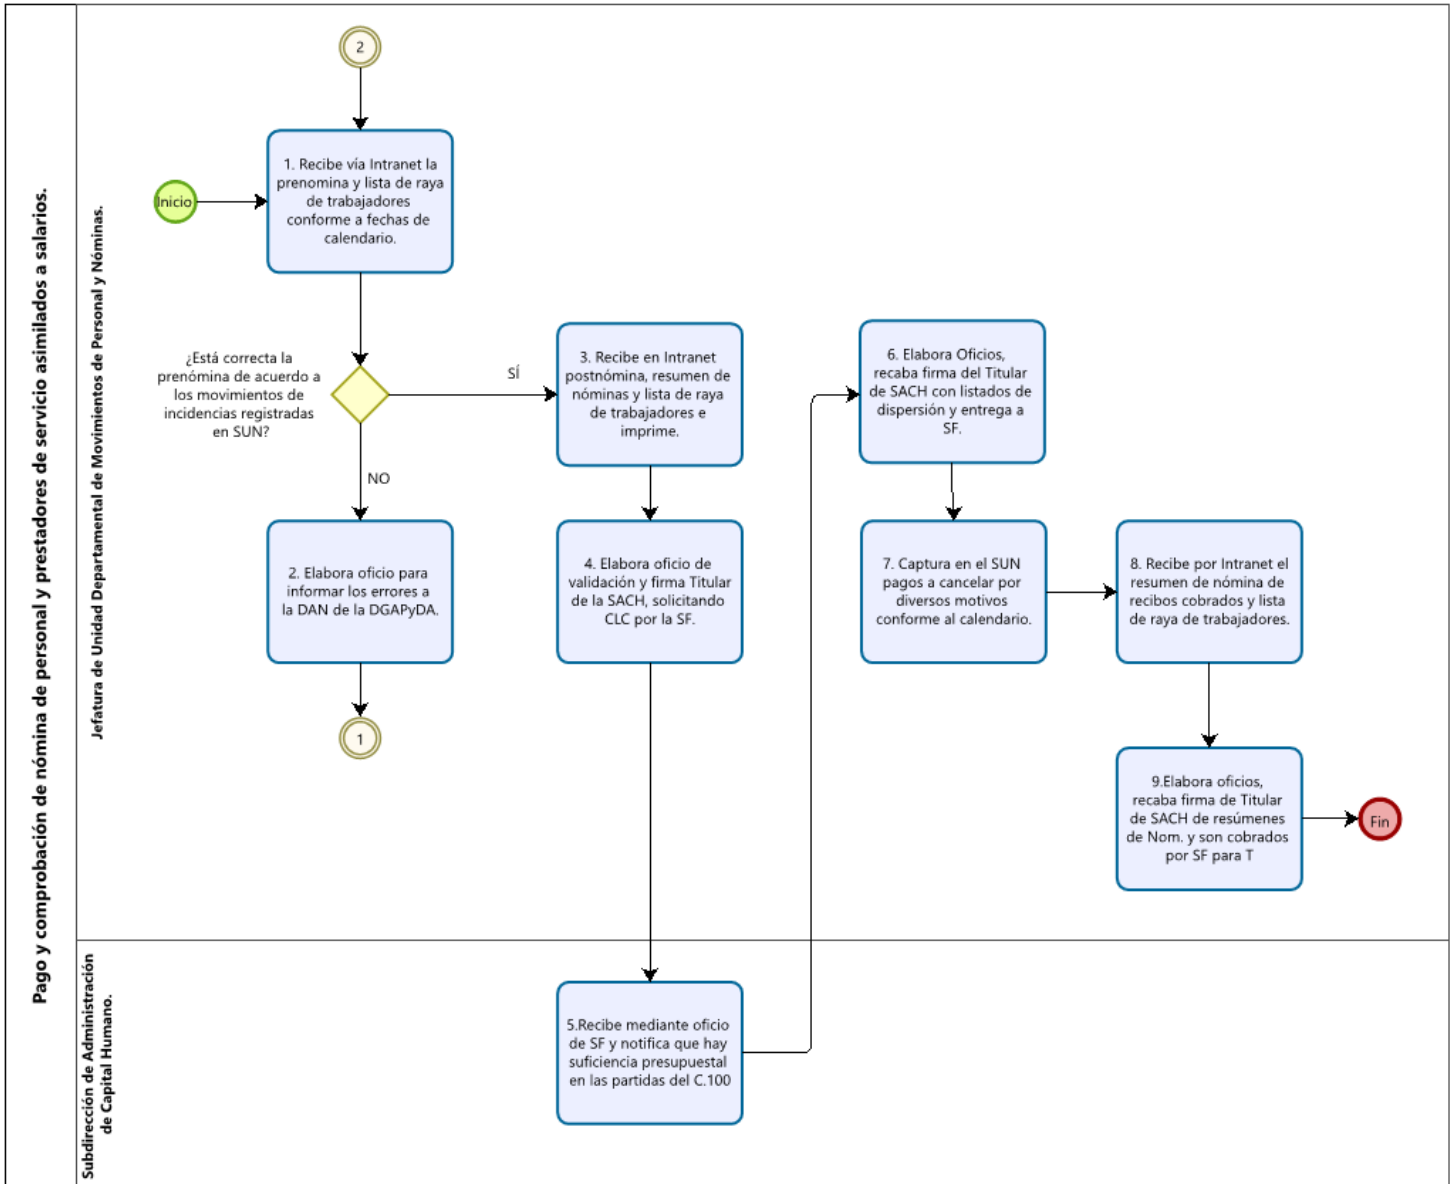 Pago y comprobación de nómina de personal y prestadores de servicio asimilados a salarios.
Jefatura de Unidad Departamental de Movimientos de Personal y Nóminas.
2
Inicio
1. Recibe vía Intranet la
prenomina y lista de raya
de trabajadores
conforme a fechas de
calendario.
¿Está correcta la
prenómina de acuerdo a
los movimientos de
incidencias registradas
en SUN?
SÍ
NO
2. Elabora oficio para
informar los errores a
la DAN de la DGAPyDA.
1
3. Recibe en Intranet
postnómina, resumen de
nóminas y lista de raya
de trabajadores e
imprime.
4. Elabora oficio de
validación y firma Titular
de la SACH, solicitando
CLC por la SF.
6. Elabora Oficios,
recaba firma del Titular
de SACH con listados de
dispersión y entrega a
SF.
7. Captura en el SUN
pagos a cancelar por
diversos motivos
conforme al calendario.
8. Recibe por Intranet el
resumen de nómina de
recibos cobrados y lista
de raya de trabajadores.
9.Elabora oficios,
recaba firma de Titular
de SACH de resúmenes
de Nom. y son cobrados
por SF para T
Fin
Subdirección de Administración
de Capital Humano.
5.Recibe mediante oficio
de SF y notifica que hay
suficiencia presupuestal
en las partidas del C.100